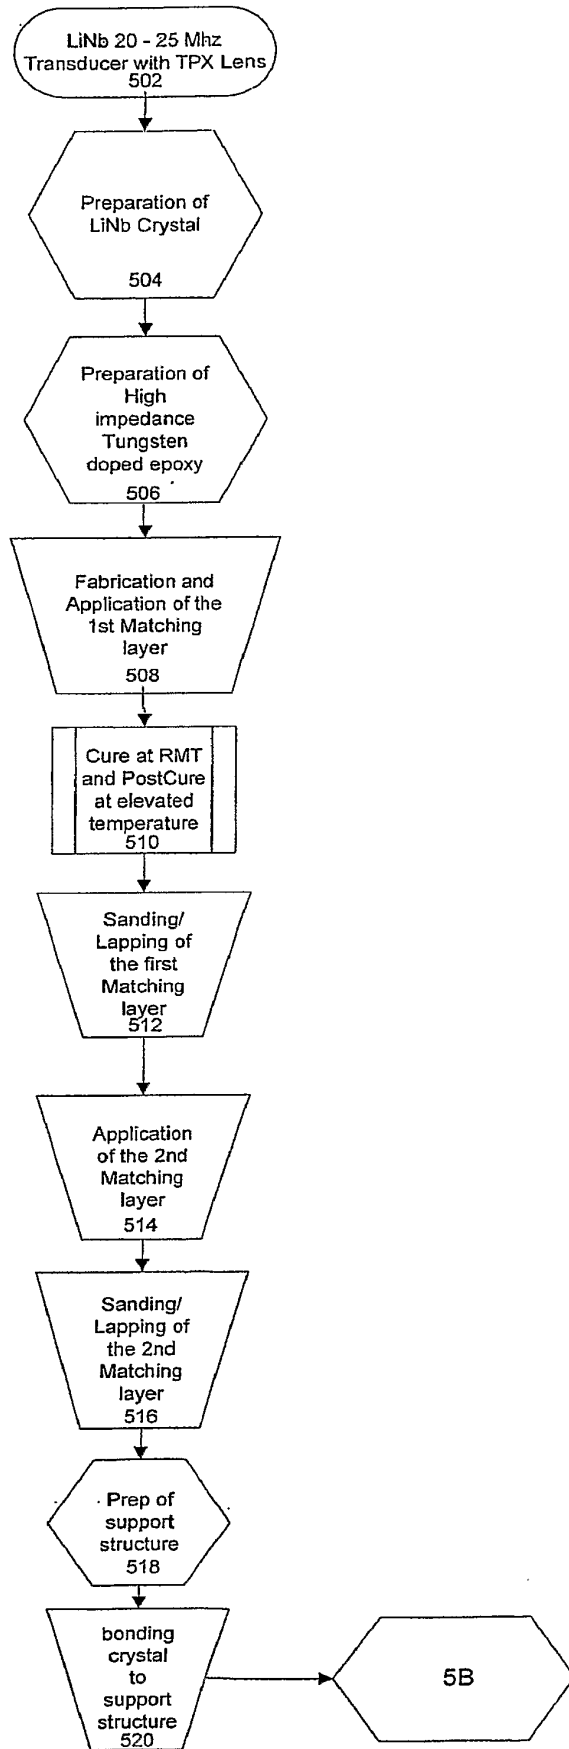 LiNb 20 - 25 Mhz
Transducer with TPX Lens
502
Preparation of
LiNb Crystal
504
Preparation of
High
impedance
Tungsten
doped epoxy
506
Fabrication and
Application of the
1st Matching
layer
508
Cure at RMT
and PostCure
at elevated
temperature
510
Sanding/
Lapping of
the first
Matching
layer
512
Application
of the 2nd
Matching
layer
514
Sanding/
Lapping of
the 2nd
Matching
layer
516
Prep of
support
structure
518
bonding
crystal
to
support
structure
520
5B